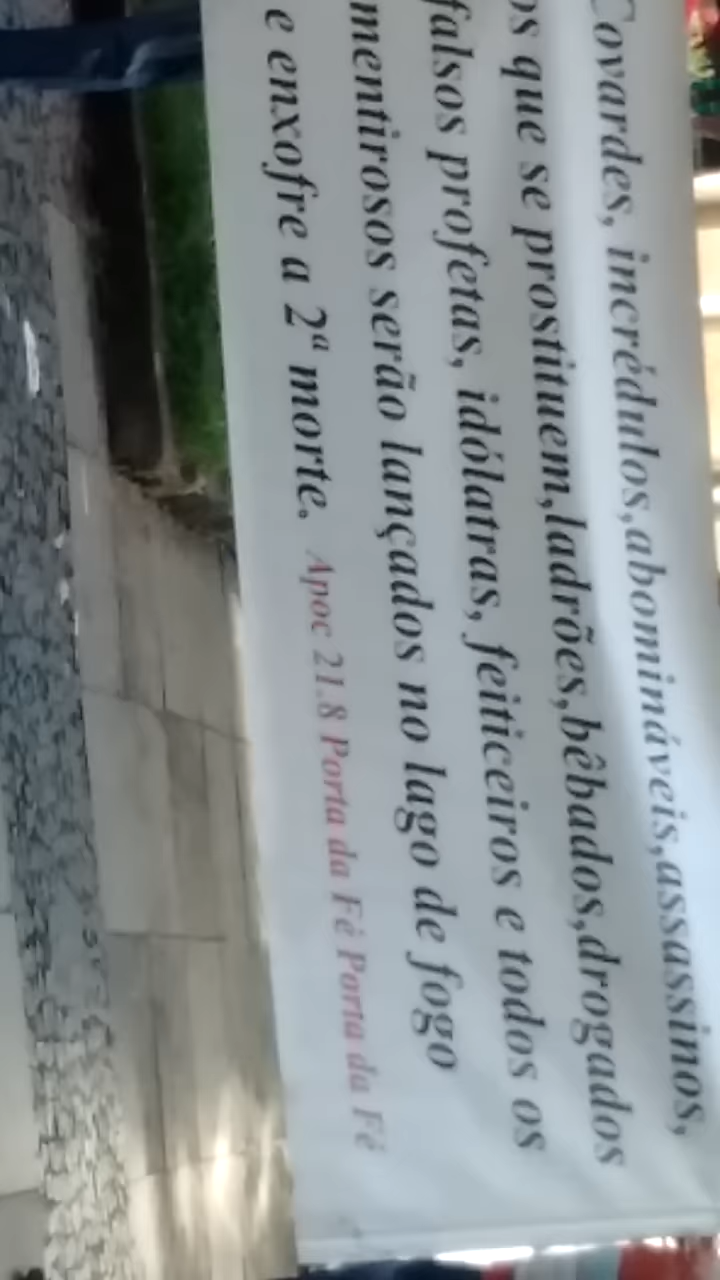 Covardes, incrédulos,abomináveis,assassinos,
os que se prostituem,ladrões,bêbados,drogados
falsos profetas, idólatras, feiticeiros e todos os
mentirosos serão lançados no lago de fogo
e enxofre a 2ª morte. Apoc 21.8 Porta da Fé Porta da Fé